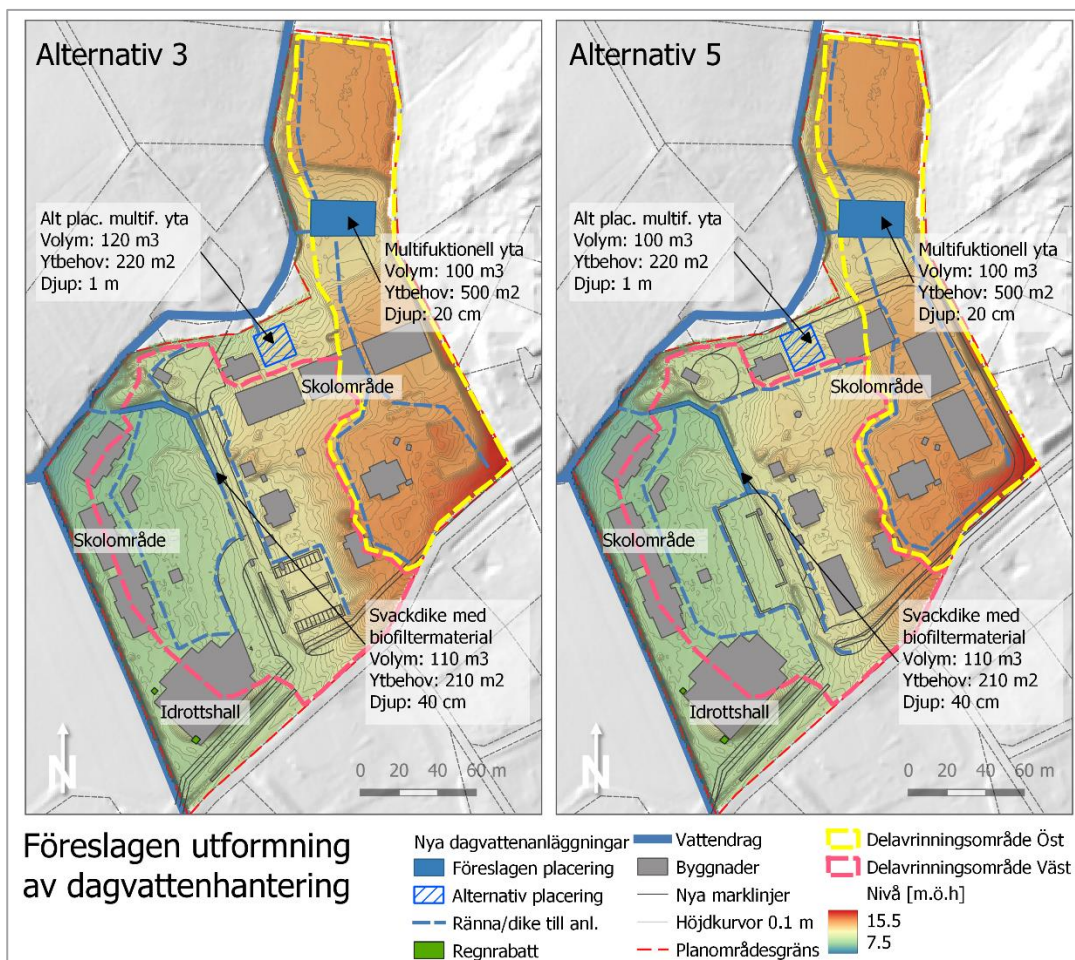 Alternativ 3
Alt plac. multif. yta
Volym: 120 m3
Ytbehov: 220 m2
Djup: 1 m
Multifuktionell yta
Volym: 100 m3
Ytbehov: 500 m2
Djup: 20 cm
Skolområde
Skolområde
Svackdike med
biofiltermaterial
Volym: 110 m3
Ytbehov: 210 m2
Djup: 40 cm
Idrottshall
N
0 20 40 60 m
Alternativ 5
Alt plac. multif. yta
Volym: 100 m3
Ytbehov: 220 m2
Djup: 1 m
Multifuktionell yta
Volym: 100 m3
Ytbehov: 500 m2
Djup: 20 cm
Skolområde
Skolområde
Svackdike med
biofiltermaterial
Volym: 110 m3
Ytbehov: 210 m2
Djup: 40 cm
Idrottshall
N
0 20 40 60 m
Föreslagen utformning
av dagvattenhantering
Nya dagvattenanläggningar
Föreslagen placering
Alternativ placering
Ränna/dike till anl.
Regnrabatt
Vattendrag
Byggnader
Nya marklinjer
Höjdkurvor 0.1 m
Planområdesgräns
Delavrinningsområde Öst
Delavrinningsområde Väst
Nivå [m.ö.h]
15.5
7.5